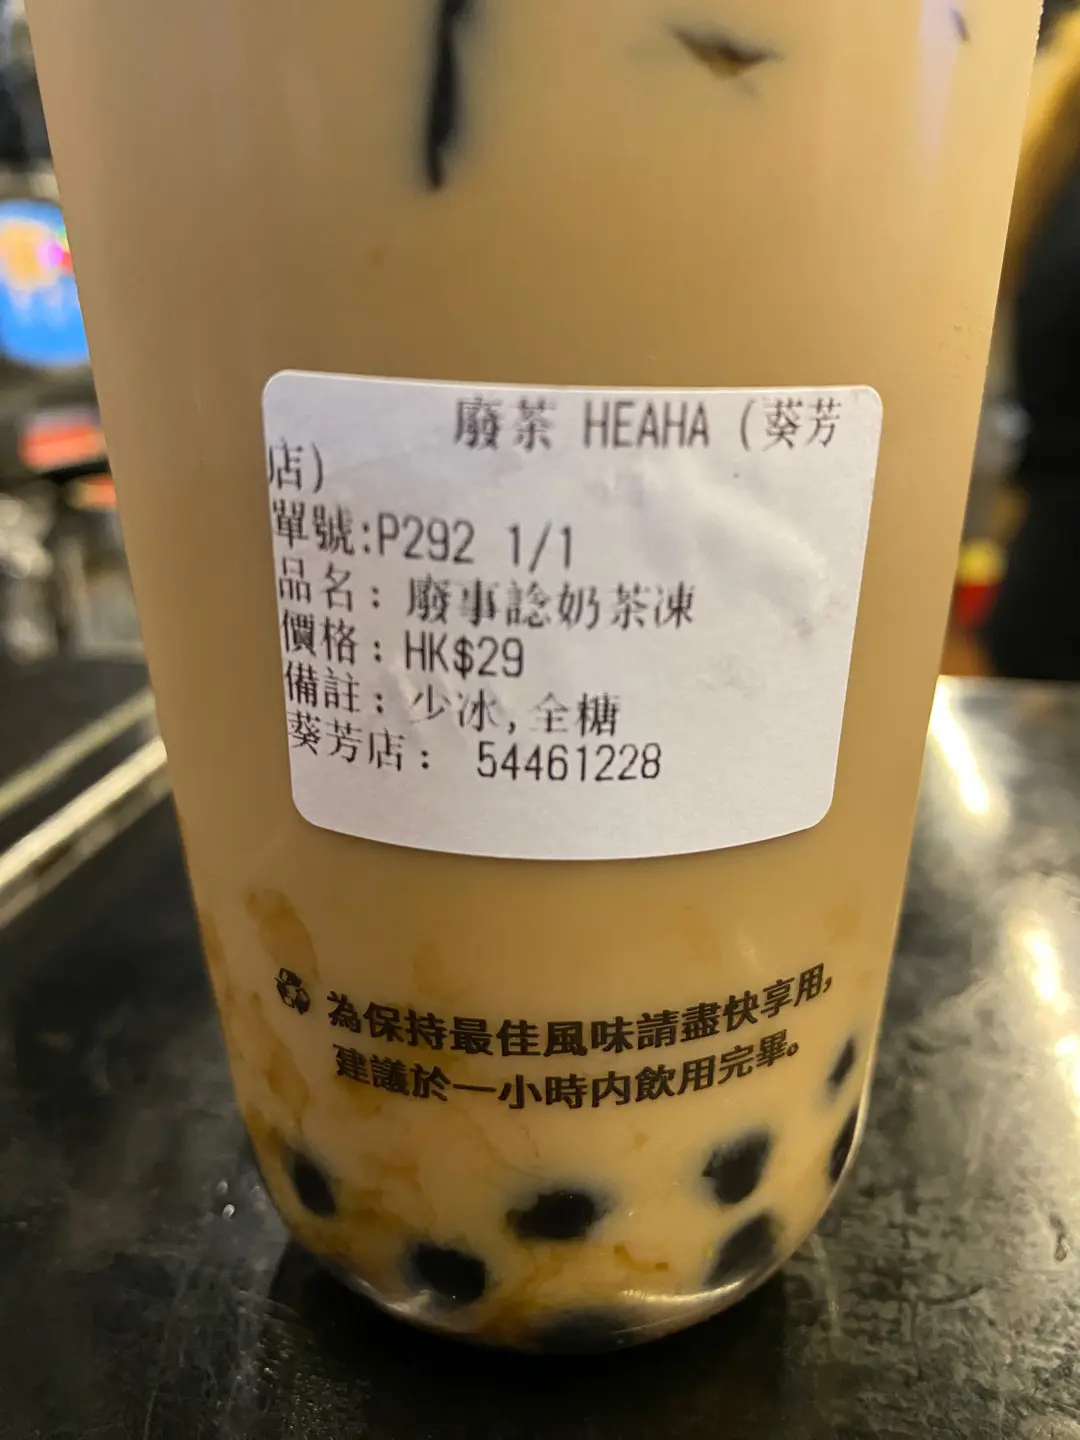 廢茶 HEAHA (葵芳
店)
單號:P292 1/1
品名: 廢事諗奶茶凍
價格: HK$29
備註: 少冰,全糖
葵芳店: 54461228
為保持最佳風味請盡快享用,
建議於一小時內飲用完畢。